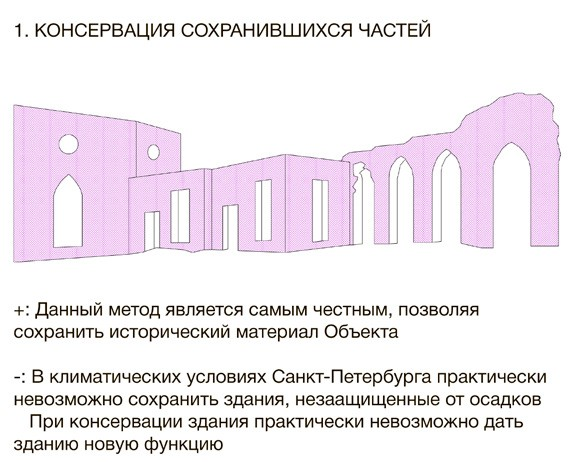 1. КОНСЕРВАЦИЯ СОХРАНИВШИХСЯ ЧАСТЕЙ
+: Данный метод является самым честным, позволяя
сохранить исторический материал Объекта
-: В климатических условиях Санкт-Петербурга практически
невозможно сохранить здания, незаащищенные от осадков
При консервации здания практически невозможно дать
зданию новую функцию